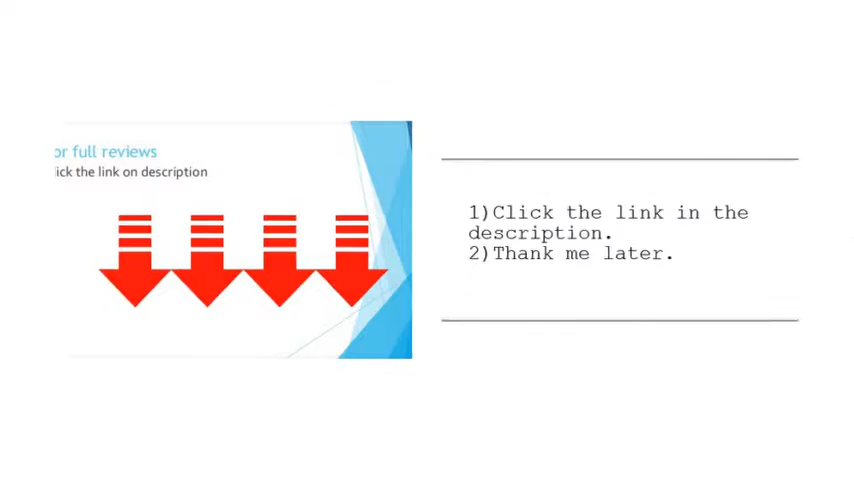 or full reviews
lick the link on description
1)Click the link in the
description.
2)Thank me later.